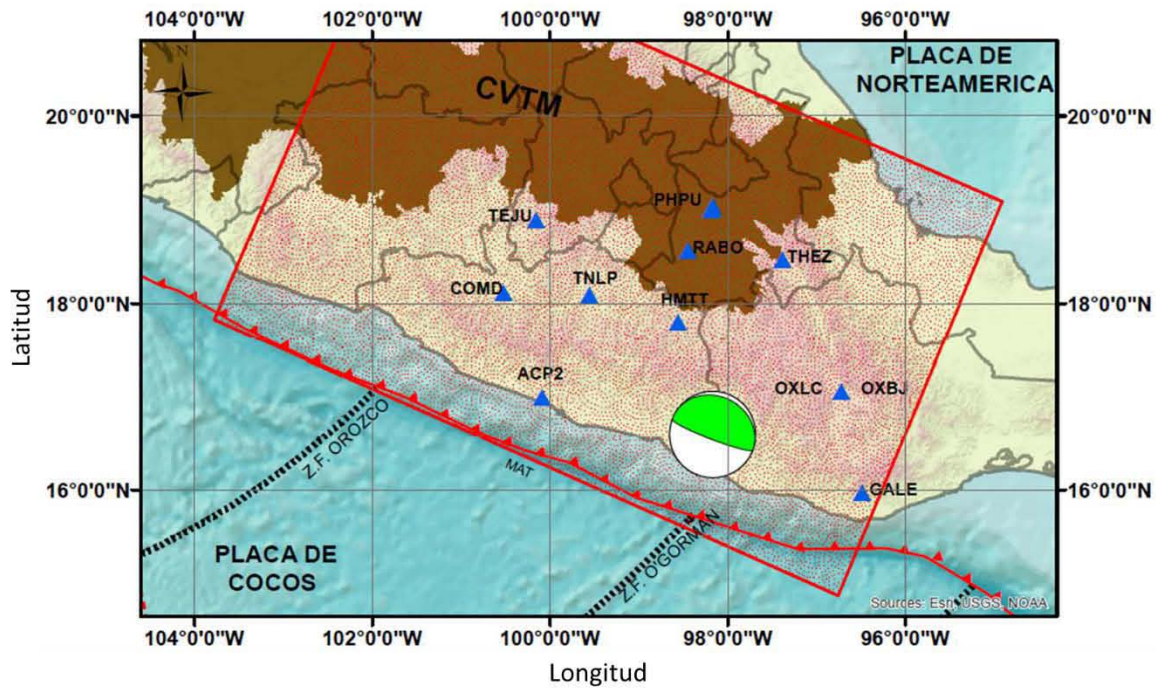 104°0'0"W 102°0'0"W 100°0'0"W 98°0'0"W 96°0'0"W
N
PLACA DE
NORTEAMERICA
CVTM
20°0'0"N
20°0'0"N
PHPU
TEJU
RABO
THEZ
COMD
TNLP
HMTT
18°0'0"N
18°0'0"N
Latitud
ACP2
OXLC
OXBJ
Z.F. OROZCO
MAT
16°0'0"N
16°0'0"N
GALE
Z.F. O'GORMAN
PLACA DE
COCOS
Sources: Esri, USGS, NOAA
104°0'0"W 102°0'0"W 100°0'0"W 98°0'0"W 96°0'0"W
Longitud